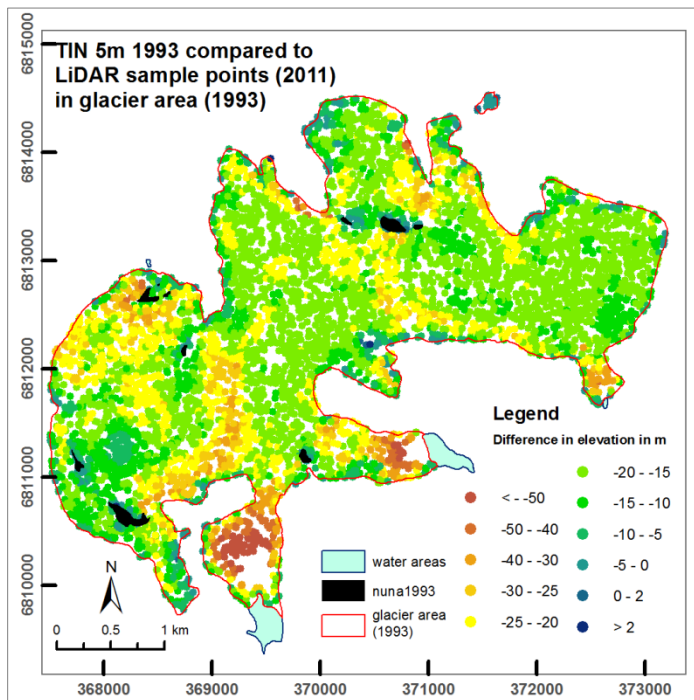 TIN 5m 1993 compared to
LiDAR sample points (2011)
in glacier area (1993)
6815000
6814000
6813000
6812000
6811000
6810000
Legend
Difference in elevation in m
< - -50
-50 - -40
-40 - -30
-30 - -25
-25 - -20
-20 - -15
-15 - -10
-10 - -5
-5 - 0
0 - 2
> 2
water areas
nuna1993
glacier area
(1993)
N
0 0.5 1 km
368000 369000 370000 371000 372000 373000